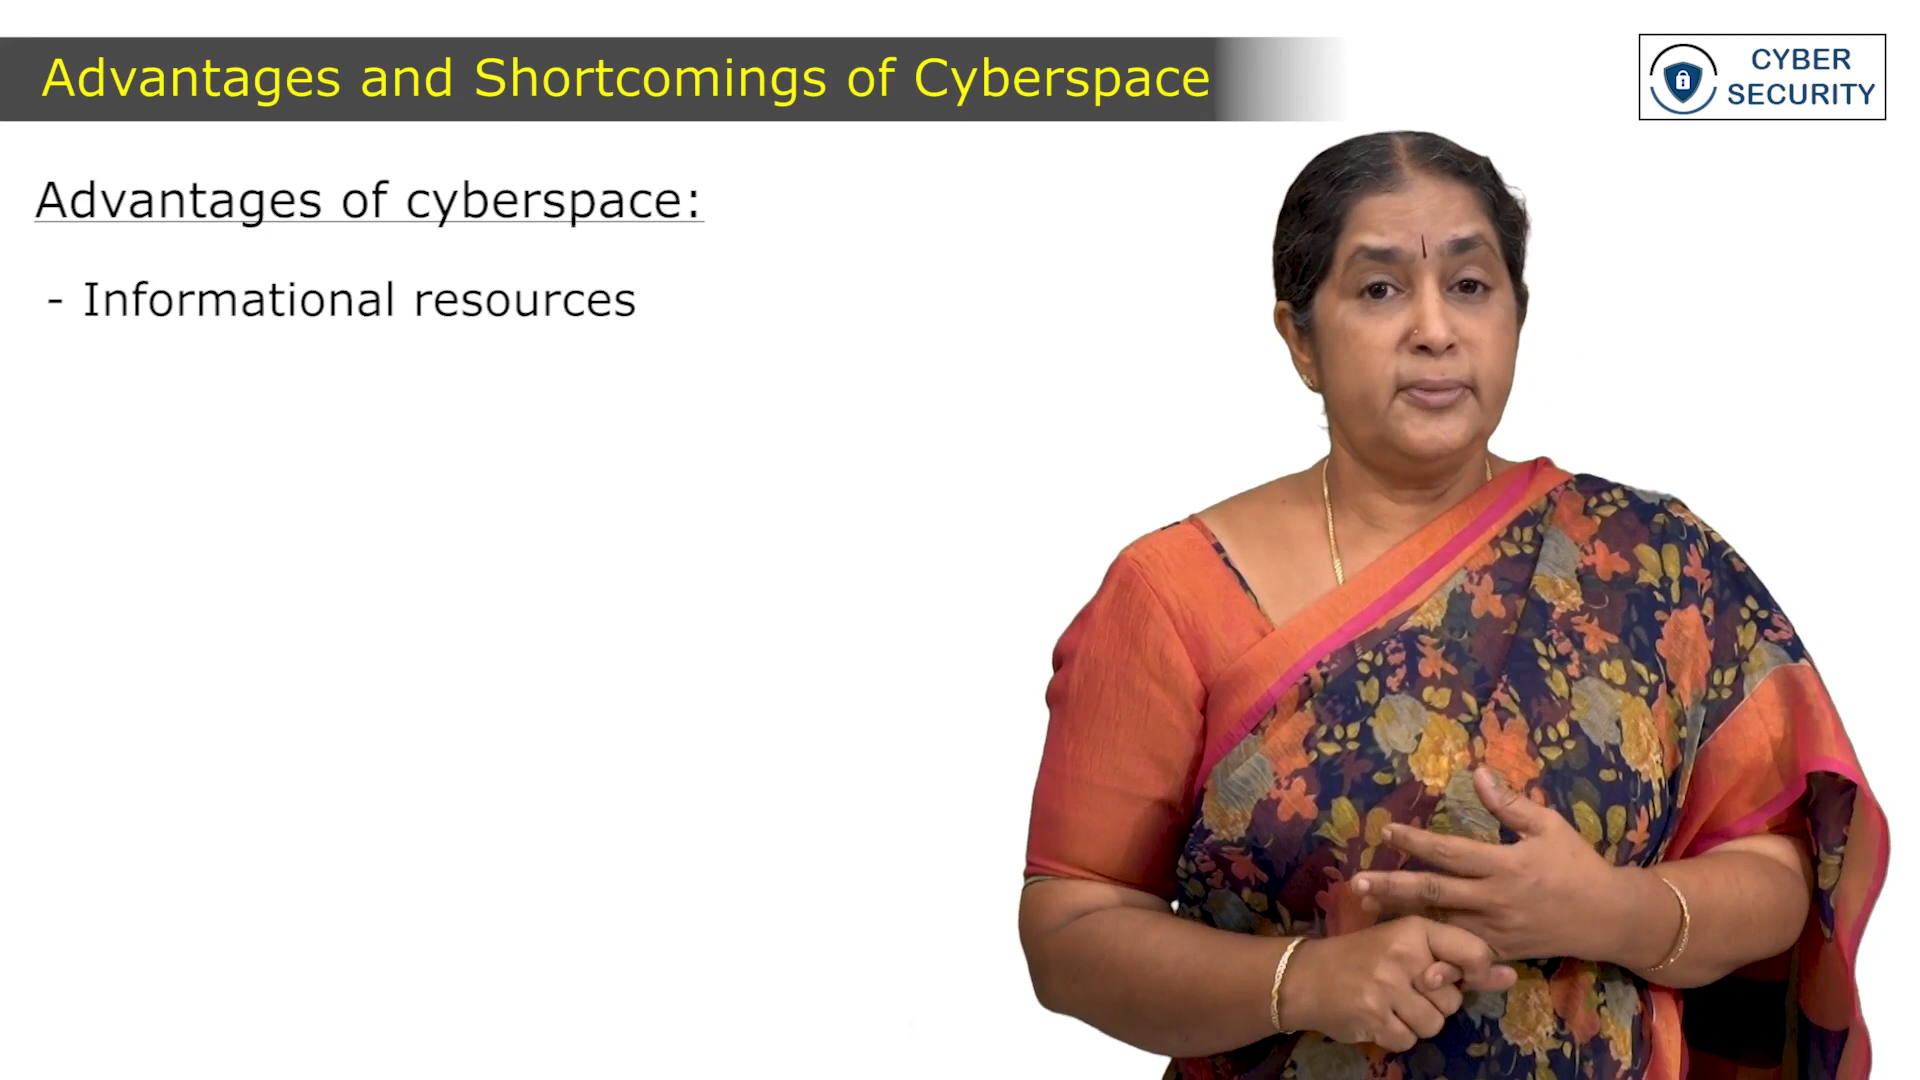 Advantages and Shortcomings of Cyberspace
CYBER
SECURITY
Advantages of cyberspace:
- Informational resources